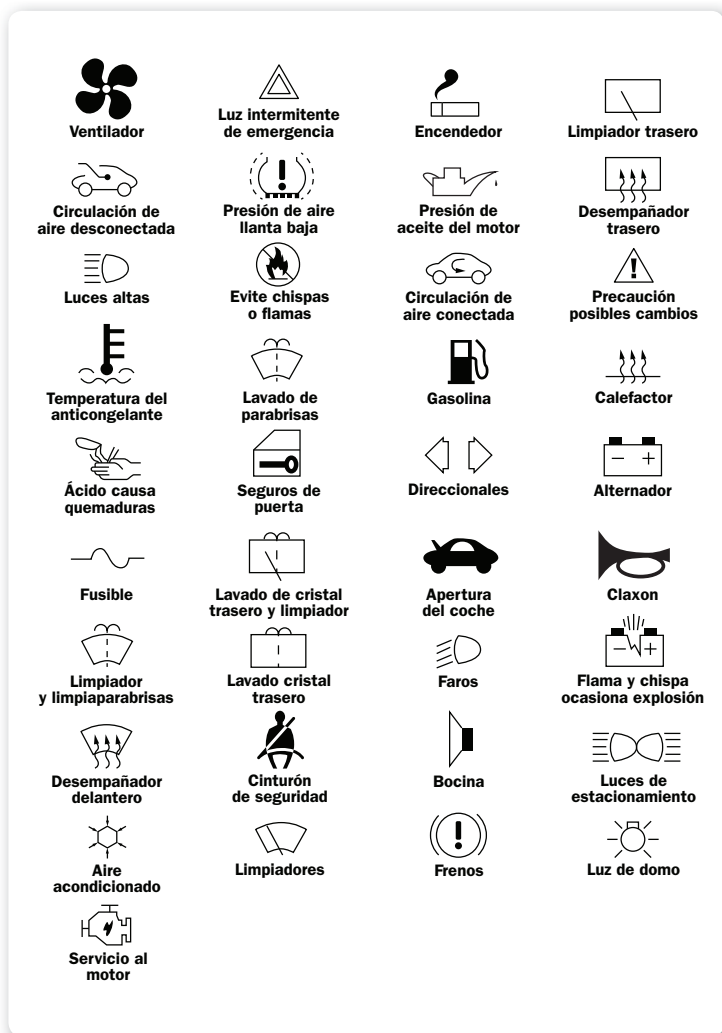 Ventilador
Luz intermitente
de emergencia
Encendedor
Limpiador trasero
Circulación de
aire desconectada
Presión de aire
llanta baja
Presión de
aceite del motor
Desempañador
trasero
Luces altas
Evite chispas
o flamas
Circulación de
aire conectada
Precaución
posibles cambios
Temperatura del
anticongelante
Lavado de
parabrisas
Gasolina
Calefactor
Ácido causa
quemaduras
Seguros de
puerta
Direccionales
Alternador
Fusible
Lavado de cristal
trasero y limpiador
Apertura
del coche
Claxon
Limpiador
y limpiaparabrisas
Lavado cristal
trasero
Faros
Flama y chispa
ocasiona explosión
Desempañador
delantero
Cinturón
de seguridad
Bocina
Luces de
estacionamiento
Aire
acondicionado
Limpiadores
Frenos
Luz de domo
Servicio al
motor